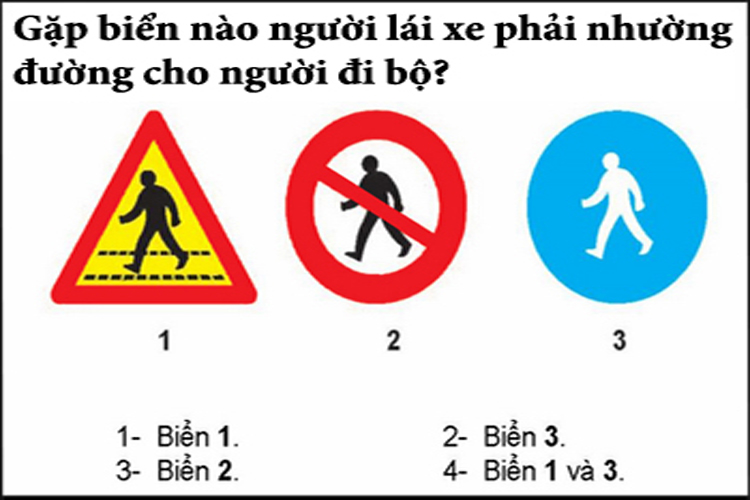 Gặp biển nào người lái xe phải nhường
đường cho người đi bộ?
1 2 3
1- Biển 1. 2- Biển 3.
3- Biển 2. 4- Biển 1 và 3.